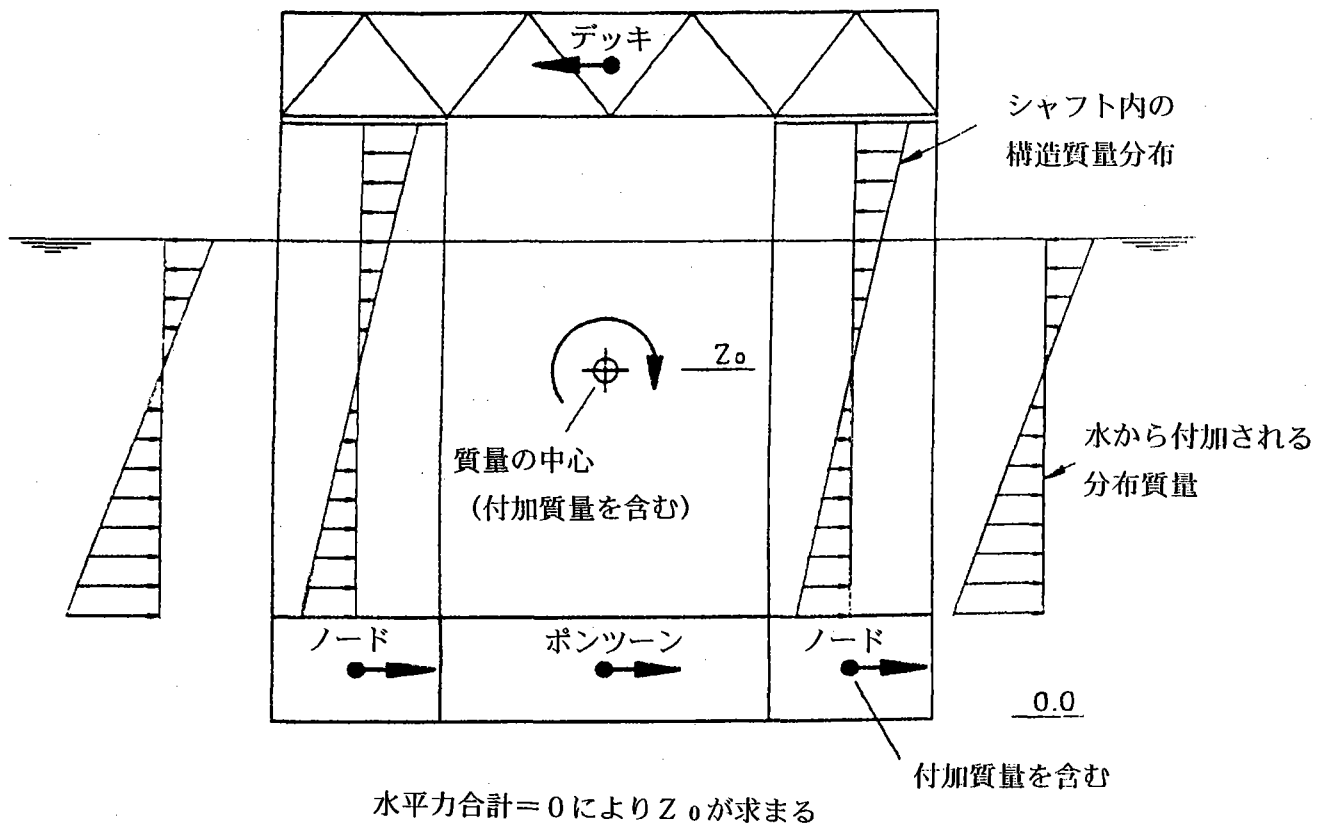 デッキ
シャフト内の
構造質量分布
Zo
質量の中心
(付加質量を含む)
水から付加される
分布質量
ノード
ポンツーン
ノード
0.0
付加質量を含む
水平力合計＝0によりZ0が求まる